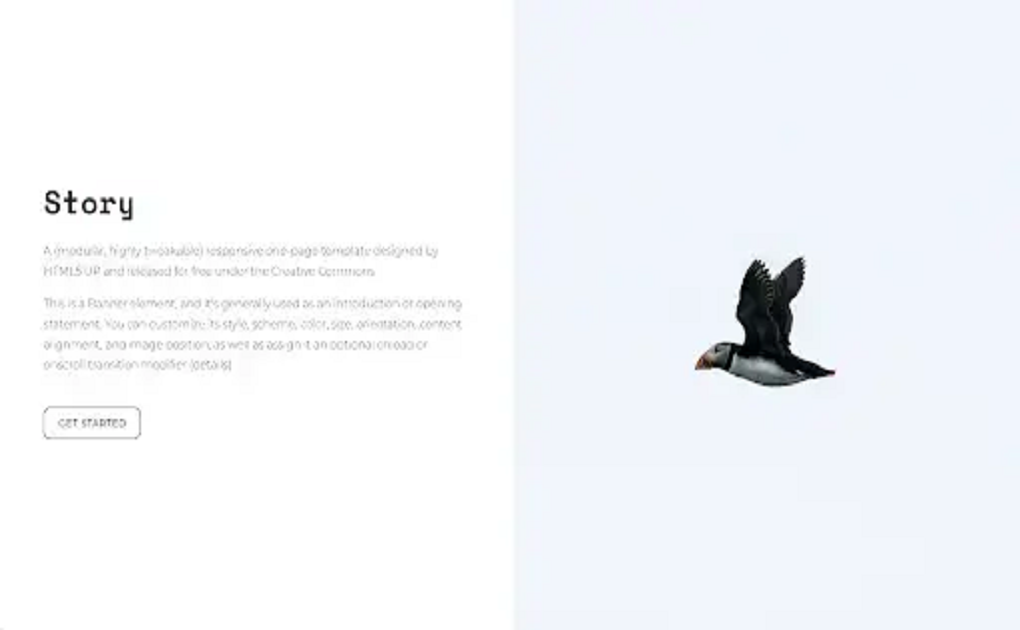 Story
A (modular, highly tweakable) responsive one-page template designed by
HTML5 UP and released for free under the Creative Commons.
This is a Banner element, and it's generally used as an introduction or opening
statement. You can customize its style, scheme, color, size, orientation, content
alignment, and image position, as well as assign it an optional onload or
onscroll transition modifier (details)
GET STARTED